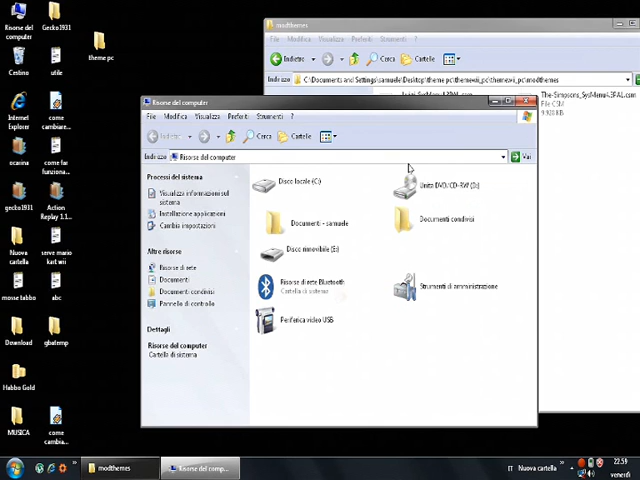 Risorse del
computer
Gecko1931
Cestino
utile
theme pc
Internet
Explorer
come
cambiare...
ocarina
come far
funziona...
gecko1931
Action
Replay 1.1...
Nuova
cartella
serve mario
kart wii
mosse tabbo
abc
Download
gbatemp
Habbo Gold
MUSICA
come
cambia...
modthemes
File Modifica Visualizza Preferiti Strumenti ?
Indietro Cerca Cartelle
Indirizzo C:\Documents and Settings\samuele\Desktop\theme pc\themewii_pc\themewii_pc\modthemes
The-Simpsons_SysMenu4.3PAL.csm
File CSM
9.920 KB
Risorse del computer
File Modifica Visualizza Preferiti Strumenti ?
Indietro Cerca Cartelle
Indirizzo Risorse del computer Vai
Processi del sistema
Visualizza informazioni sul
sistema
Installazione applicazioni
Cambia impostazioni
Altre risorse
Risorse di rete
Documenti
Documenti condivisi
Pannello di controllo
Dettagli
Risorse del computer
Cartella di sistema
Disco locale (C:)
Unità DVD/CD-RW (D:)
Documenti - samuele
Documenti condivisi
Disco rimovibile (E:)
Risorse di rete Bluetooth
Cartella di sistema
Strumenti di amministrazione
Periferica video USB
modthemes
Risorse del comp...
IT
Nuova cartella
22.59
venerdì